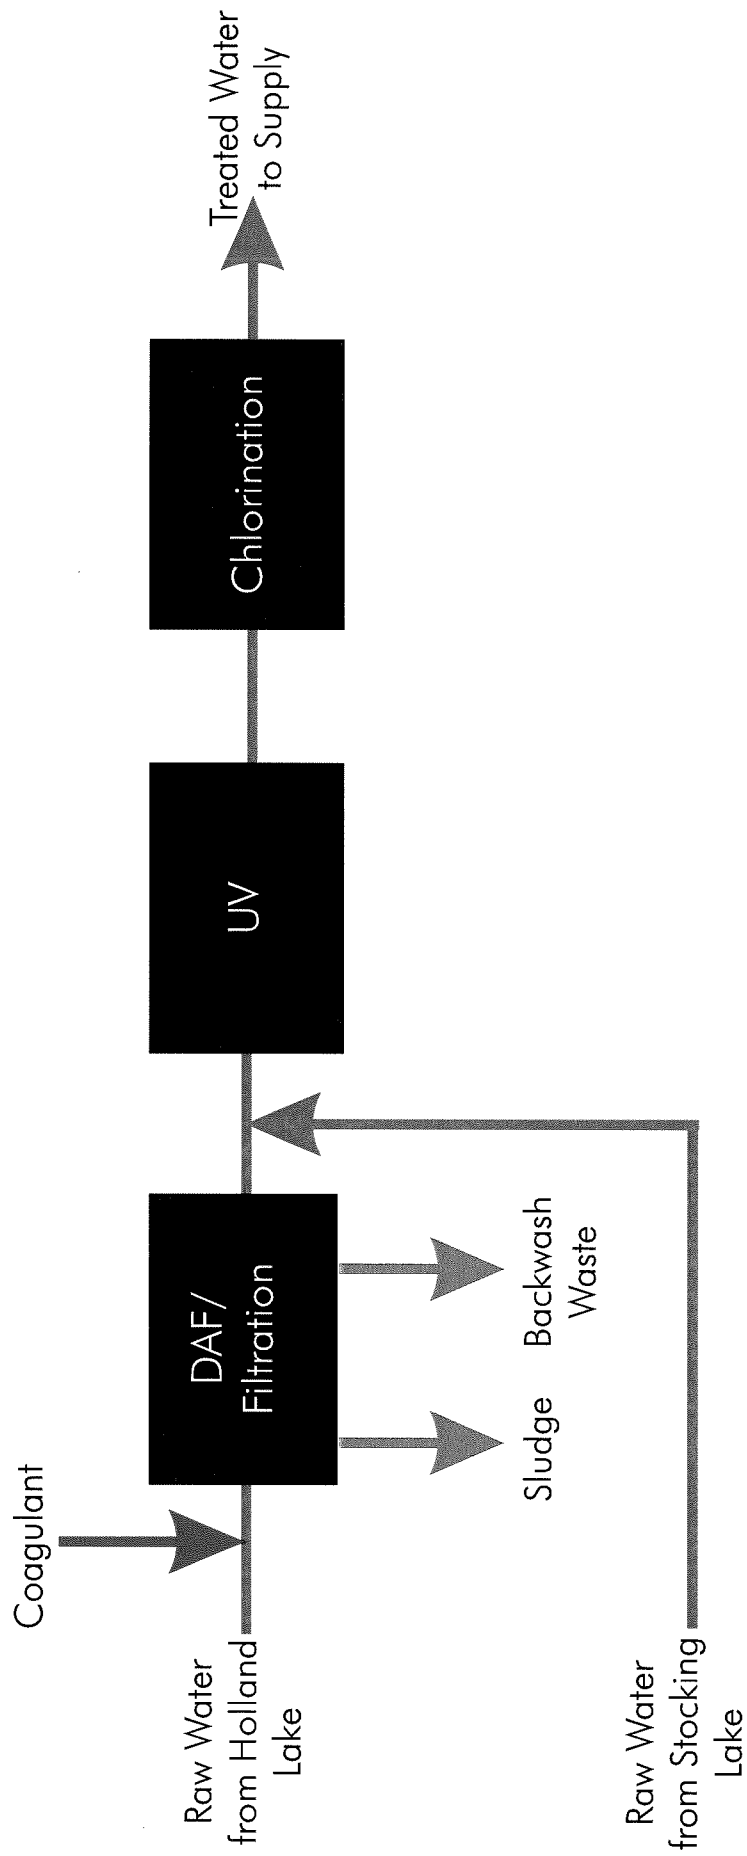 Coagulant
Raw Water
from Holland
Lake
DAF/
Filtration
UV
Chlorination
Treated Water
to Supply
Sludge
Backwash
Waste
Raw Water
from Stocking
Lake